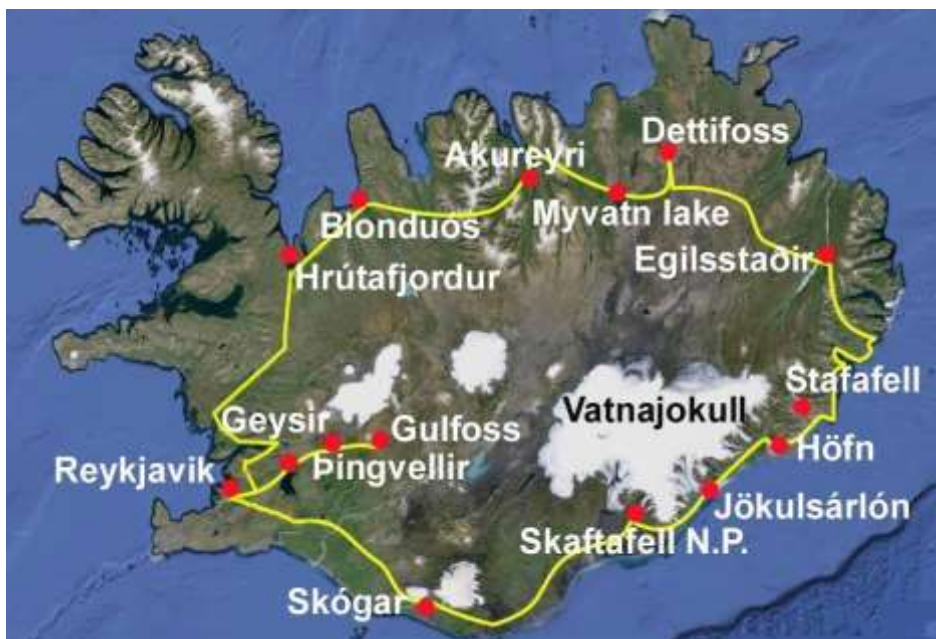 Dettifoss
Akureyri
Myvatn lake
Blonduós
Egilsstaðir
Hrútafjordur
Stafafell
Vatnajokull
Geysir
Gulfoss
Höfn
Reykjavik
Þingvellir
Jökulsárlón
Skaftafell N.P.
Skógar